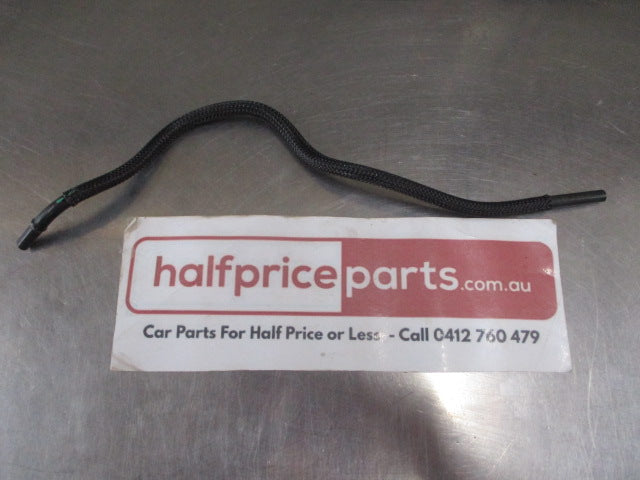 halfpriceparts.com.au
Car Parts For Half Price or Less - Call 0412 760 479